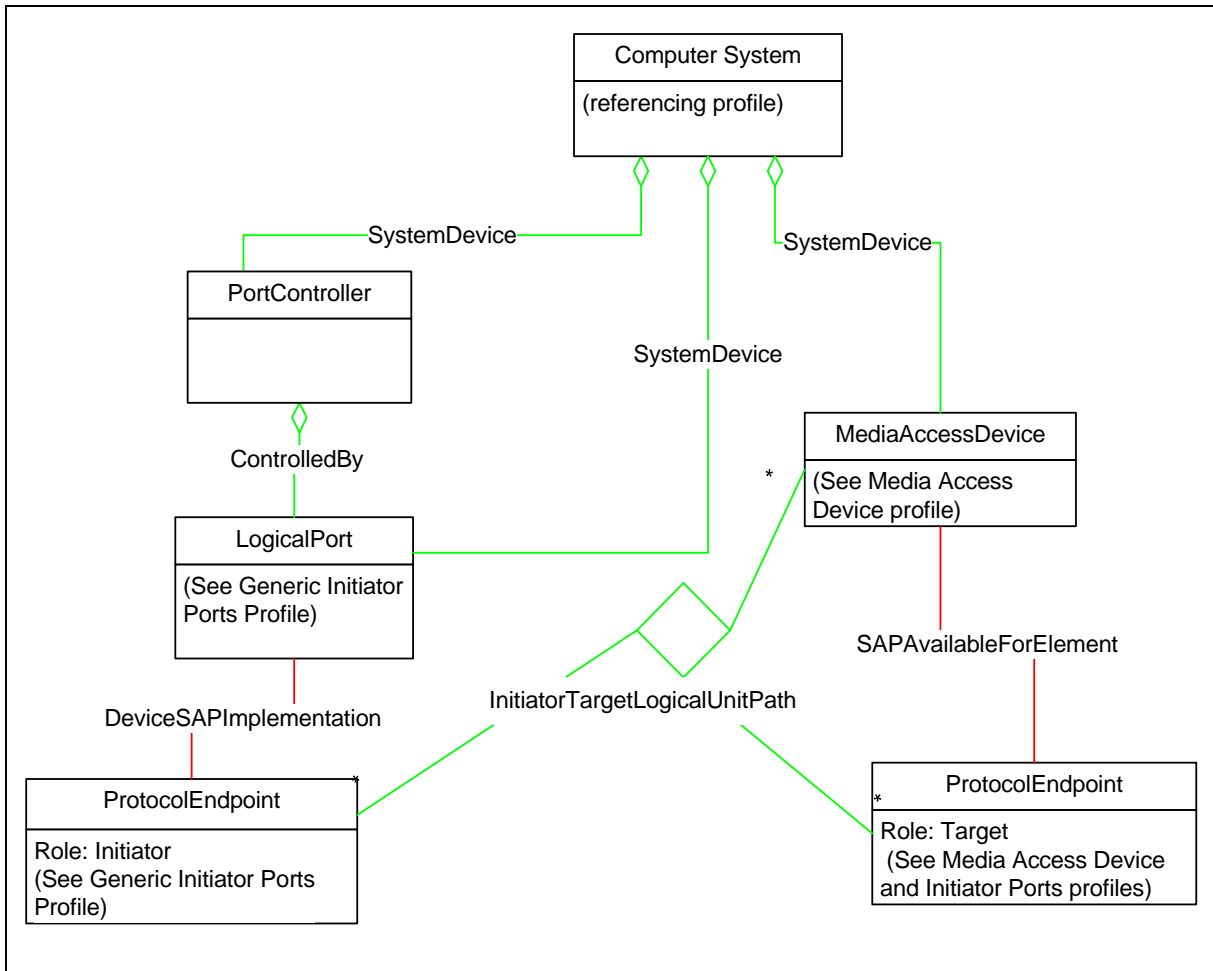 Computer System
(referencing profile)
SystemDevice
SystemDevice
PortController
SystemDevice
ControlledBy
MediaAccessDevice
(See Media Access
Device profile)
*
LogicalPort
(See Generic Initiator
Ports Profile)
SAPAvailableForElement
InitiatorTargetLogicalUnitPath
DeviceSAPImplementation
*
ProtocolEndpoint
Role: Initiator
(See Generic Initiator Ports
Profile)
ProtocolEndpoint
*
Role: Target
(See Media Access Device
and Initiator Ports profiles)